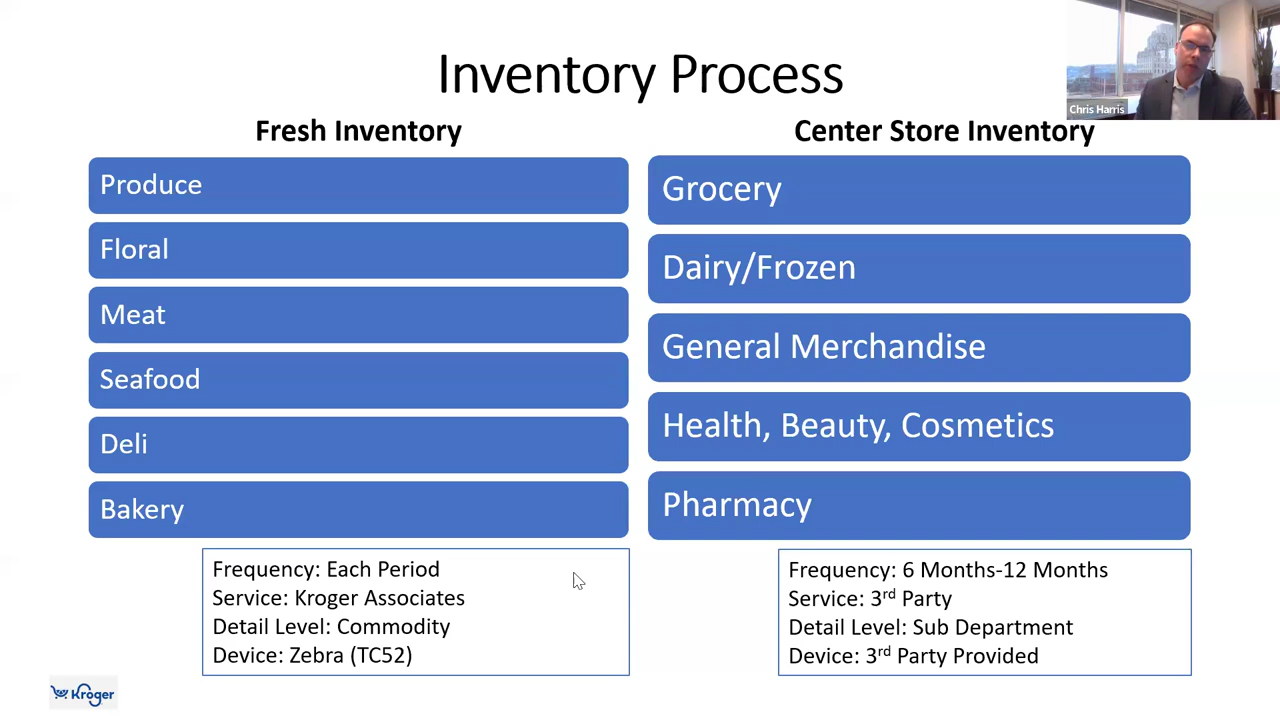 Inventory Process
Chris Harris
Fresh Inventory
Produce
Floral
Meat
Seafood
Deli
Bakery
Frequency: Each Period
Service: Kroger Associates
Detail Level: Commodity
Device: Zebra (TC52)
Center Store Inventory
Grocery
Dairy/Frozen
General Merchandise
Health, Beauty, Cosmetics
Pharmacy
Frequency: 6 Months-12 Months
Service: 3rd Party
Detail Level: Sub Department
Device: 3rd Party Provided
Kroger